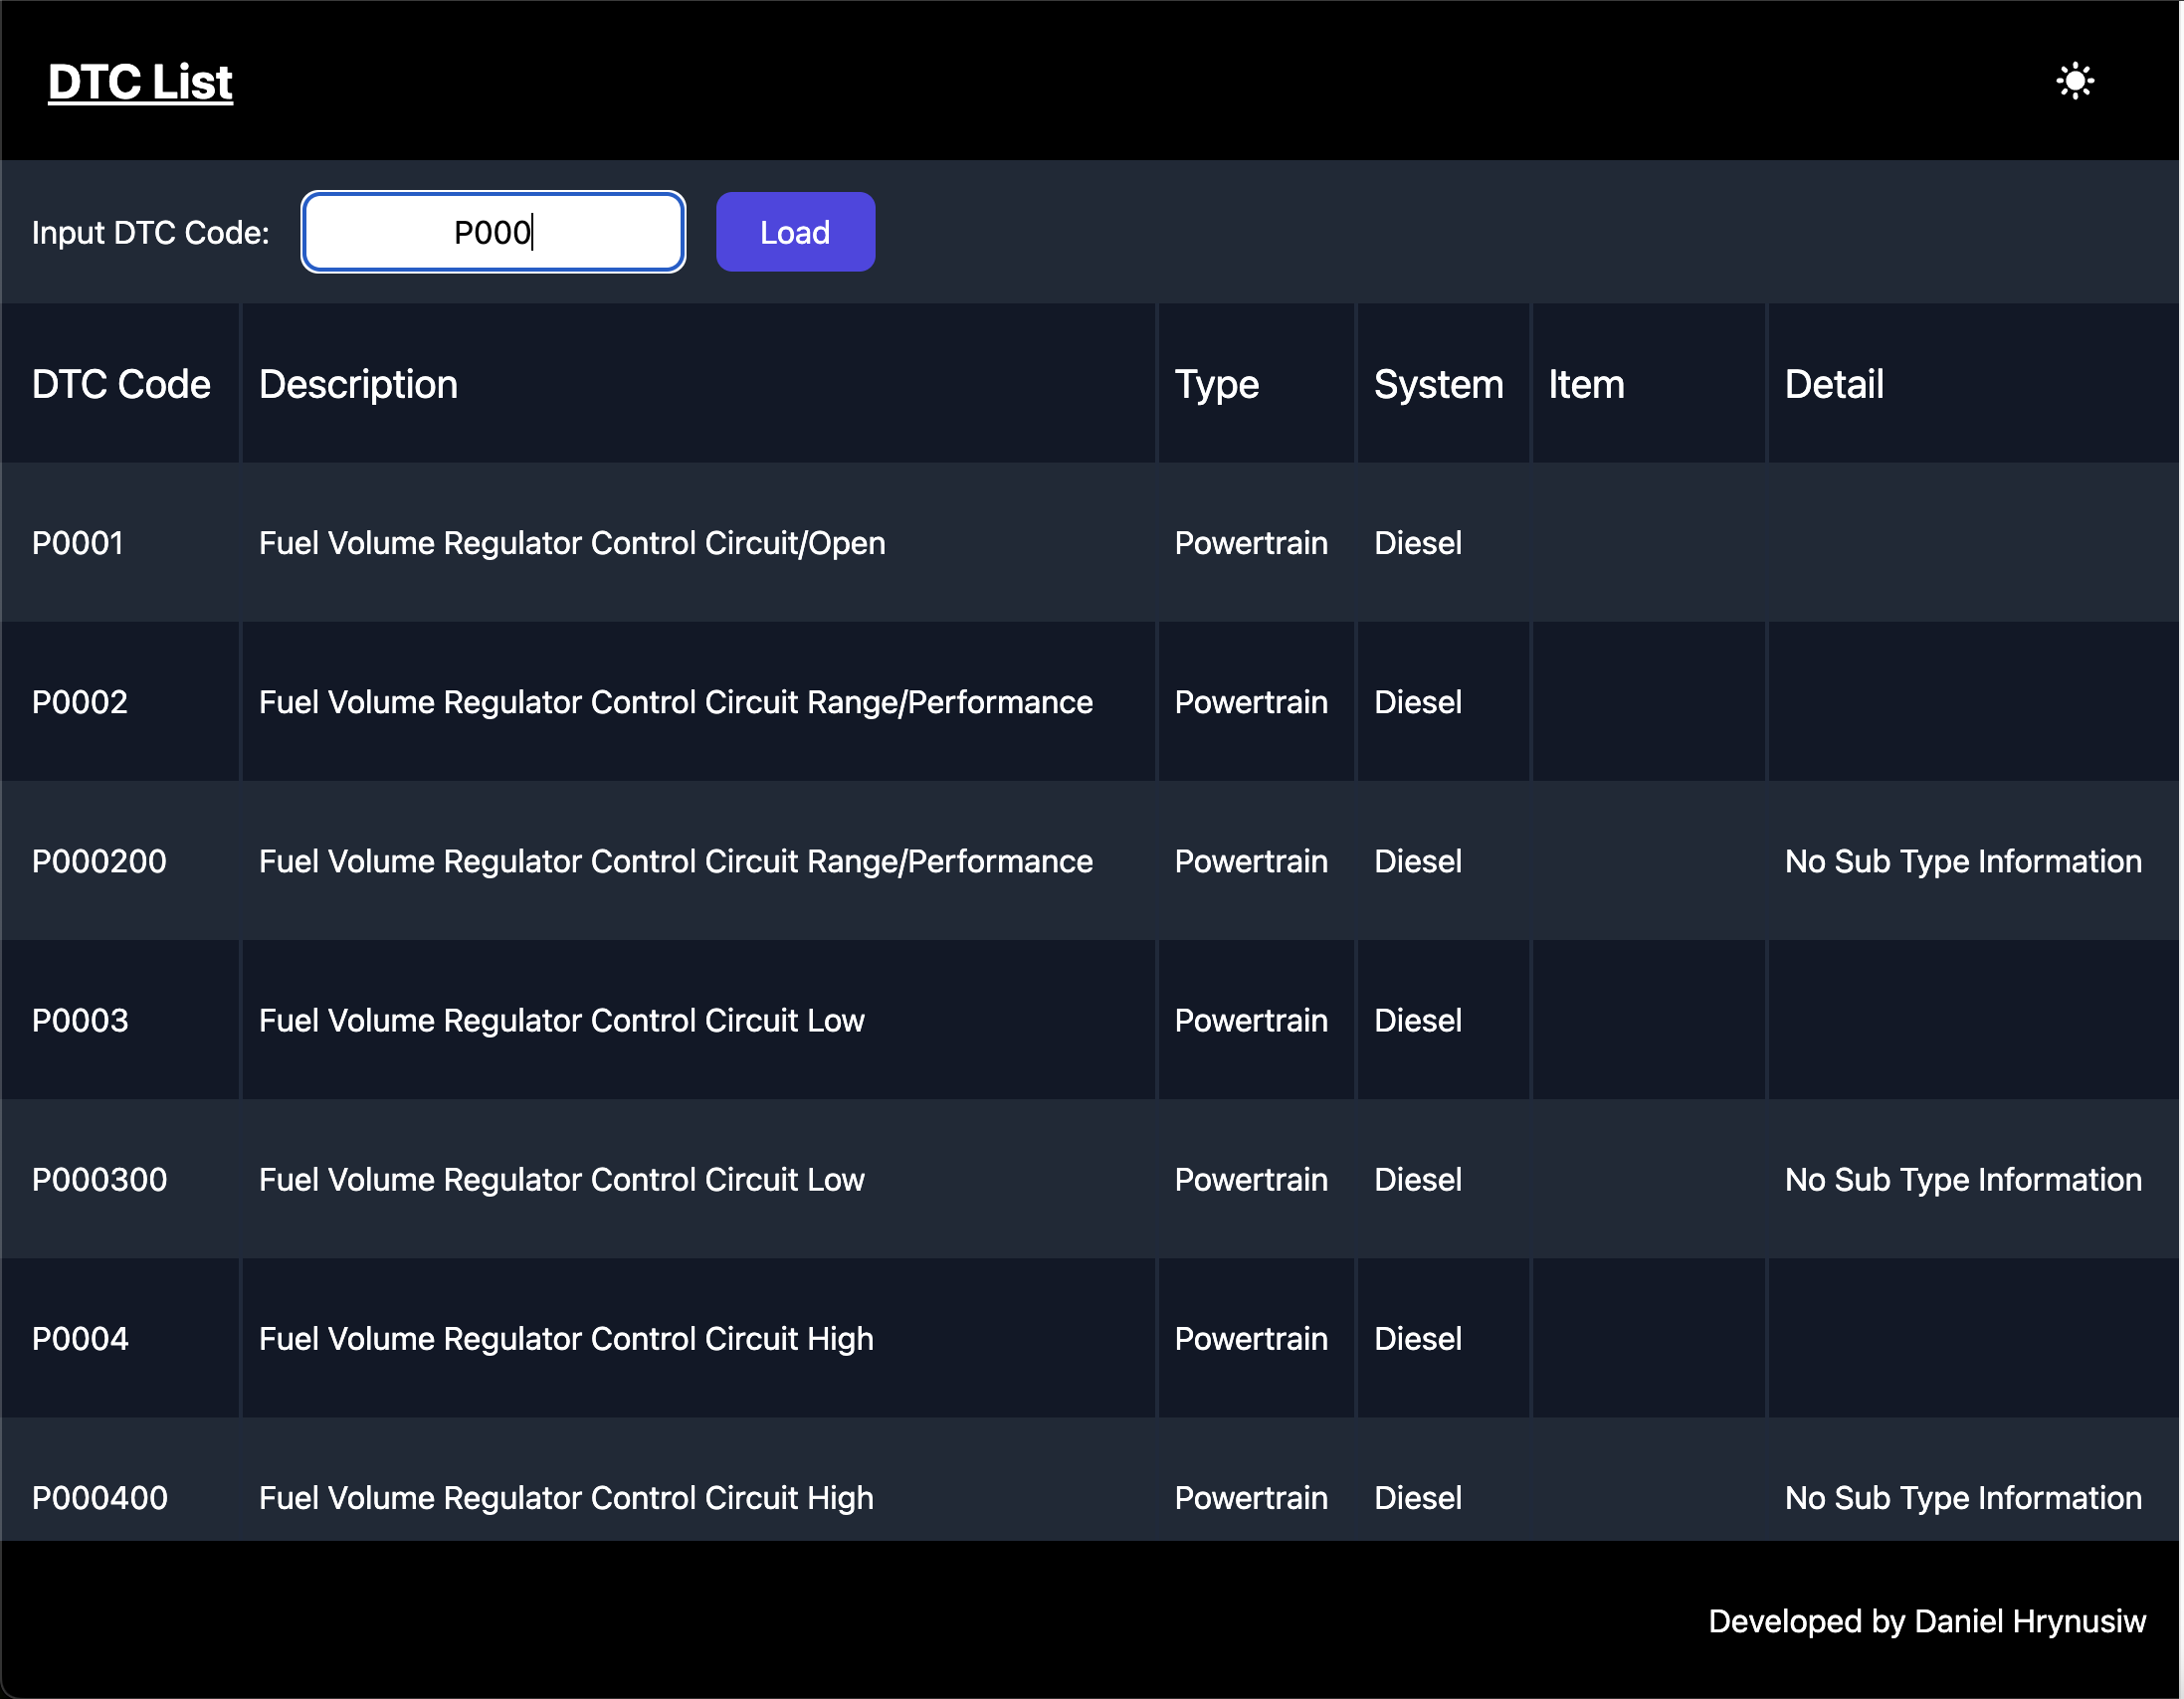 DTC List
Input DTC Code: P000 Load
DTC Code Description Type System Item Detail
P0001 Fuel Volume Regulator Control Circuit/Open Powertrain Diesel
P0002 Fuel Volume Regulator Control Circuit Range/Performance Powertrain Diesel
P000200 Fuel Volume Regulator Control Circuit Range/Performance Powertrain Diesel No Sub Type Information
P0003 Fuel Volume Regulator Control Circuit Low Powertrain Diesel
P000300 Fuel Volume Regulator Control Circuit Low Powertrain Diesel No Sub Type Information
P0004 Fuel Volume Regulator Control Circuit High Powertrain Diesel
P000400 Fuel Volume Regulator Control Circuit High Powertrain Diesel No Sub Type Information
Developed by Daniel Hrynusiw